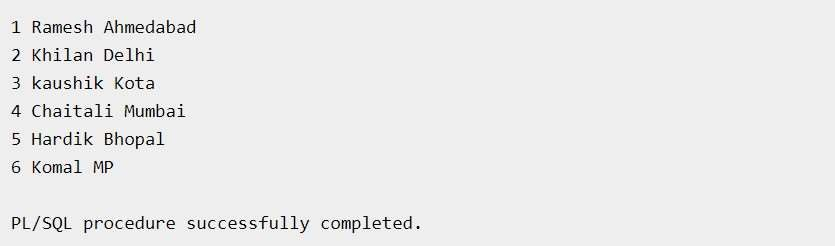 1 Ramesh Ahmedabad
2 Khilan Delhi
3 kaushik Kota
4 Chaitali Mumbai
5 Hardik Bhopal
6 Komal MP
PL/SQL procedure successfully completed.